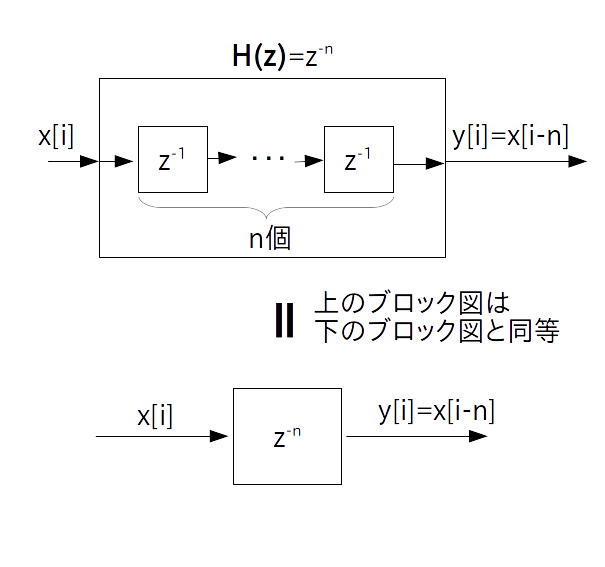 H(z)=z⁻ⁿ
x[i]
y[i]=x[i-n]
z⁻¹
・・・
z⁻¹
n個
上のブロック図は
下のブロック図と同等
x[i]
y[i]=x[i-n]
z⁻ⁿ